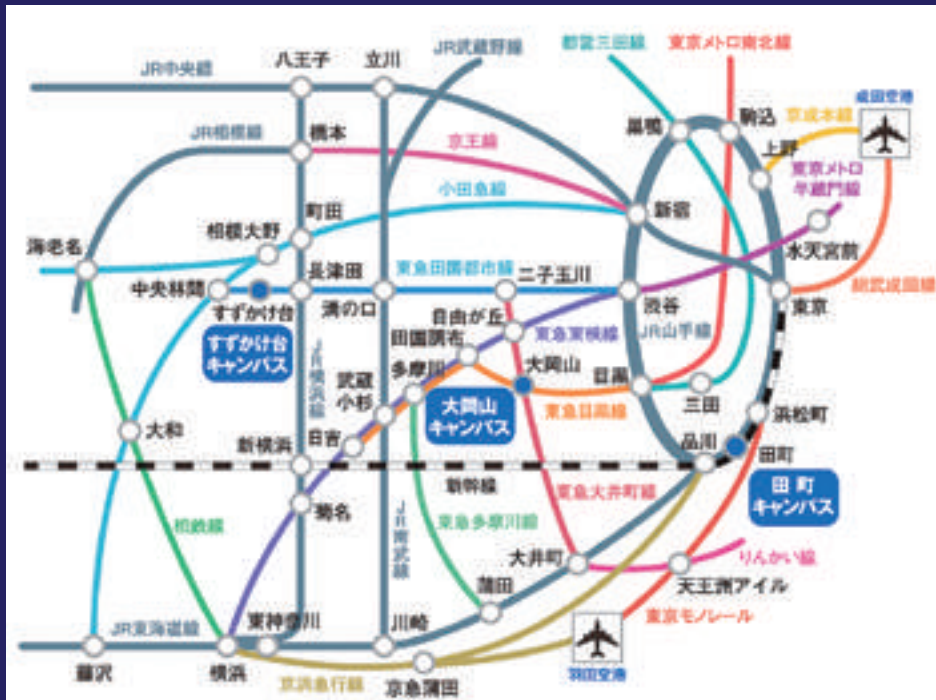 JR武蔵野線
都営三田線
東京メトロ南北線
八王子
立川
JR中央線
成田空港
京成本線
駒込
巣鴨
上野
JR相模線
橋本
京王線
東京メトロ
半蔵門線
小田急線
新宿
町田
相模大野
海老名
水天宮前
長津田
東急田園都市線
二子玉川
中央林間
すずかけ台
溝の口
渋谷
東京
総武成田線
自由が丘
東急東横線
JR山手線
田園調布
すずかけ台
キャンパス
JR横浜線
多摩川
大岡山
目黒
武蔵
小杉
大岡山
キャンパス
東急目黒線
三田
浜松町
大和
日吉
品川
田町
新横浜
新幹線
田町
キャンパス
東急大井町線
菊名
相鉄線
JR南武線
東急多摩川線
大井町
りんかい線
蒲田
天王洲アイル
東京モノレール
JR東海道線
東神奈川
川崎
藤沢
横浜
京浜急行線
京急蒲田
羽田空港